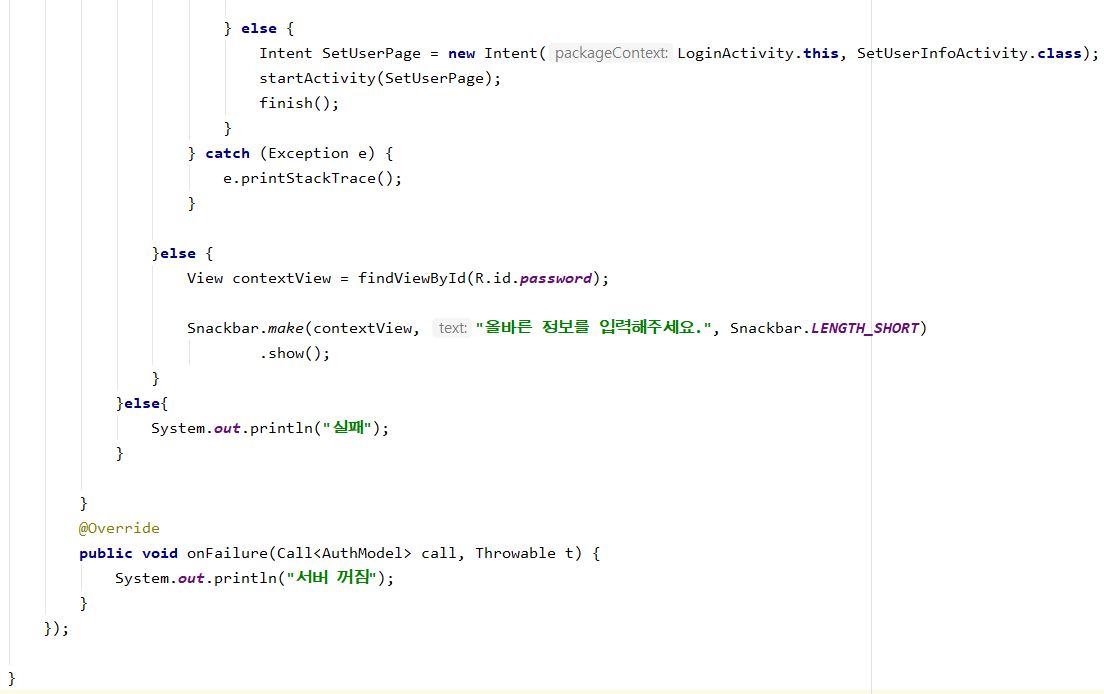 } else {
Intent SetUserPage = new Intent( packageContext: LoginActivity.this, SetUserInfoActivity.class);
startActivity(SetUserPage);
finish();
}
} catch (Exception e) {
e.printStackTrace();
}
}else {
View contextView = findViewById(R.id.password);
Snackbar.make(contextView, text: "올바른 정보를 입력해주세요.", Snackbar.LENGTH_SHORT)
.show();
}
}else{
System.out.println("실패");
}
}
@Override
public void onFailure(Call<AuthModel> call, Throwable t) {
System.out.println("서버 꺼짐");
}
});
}